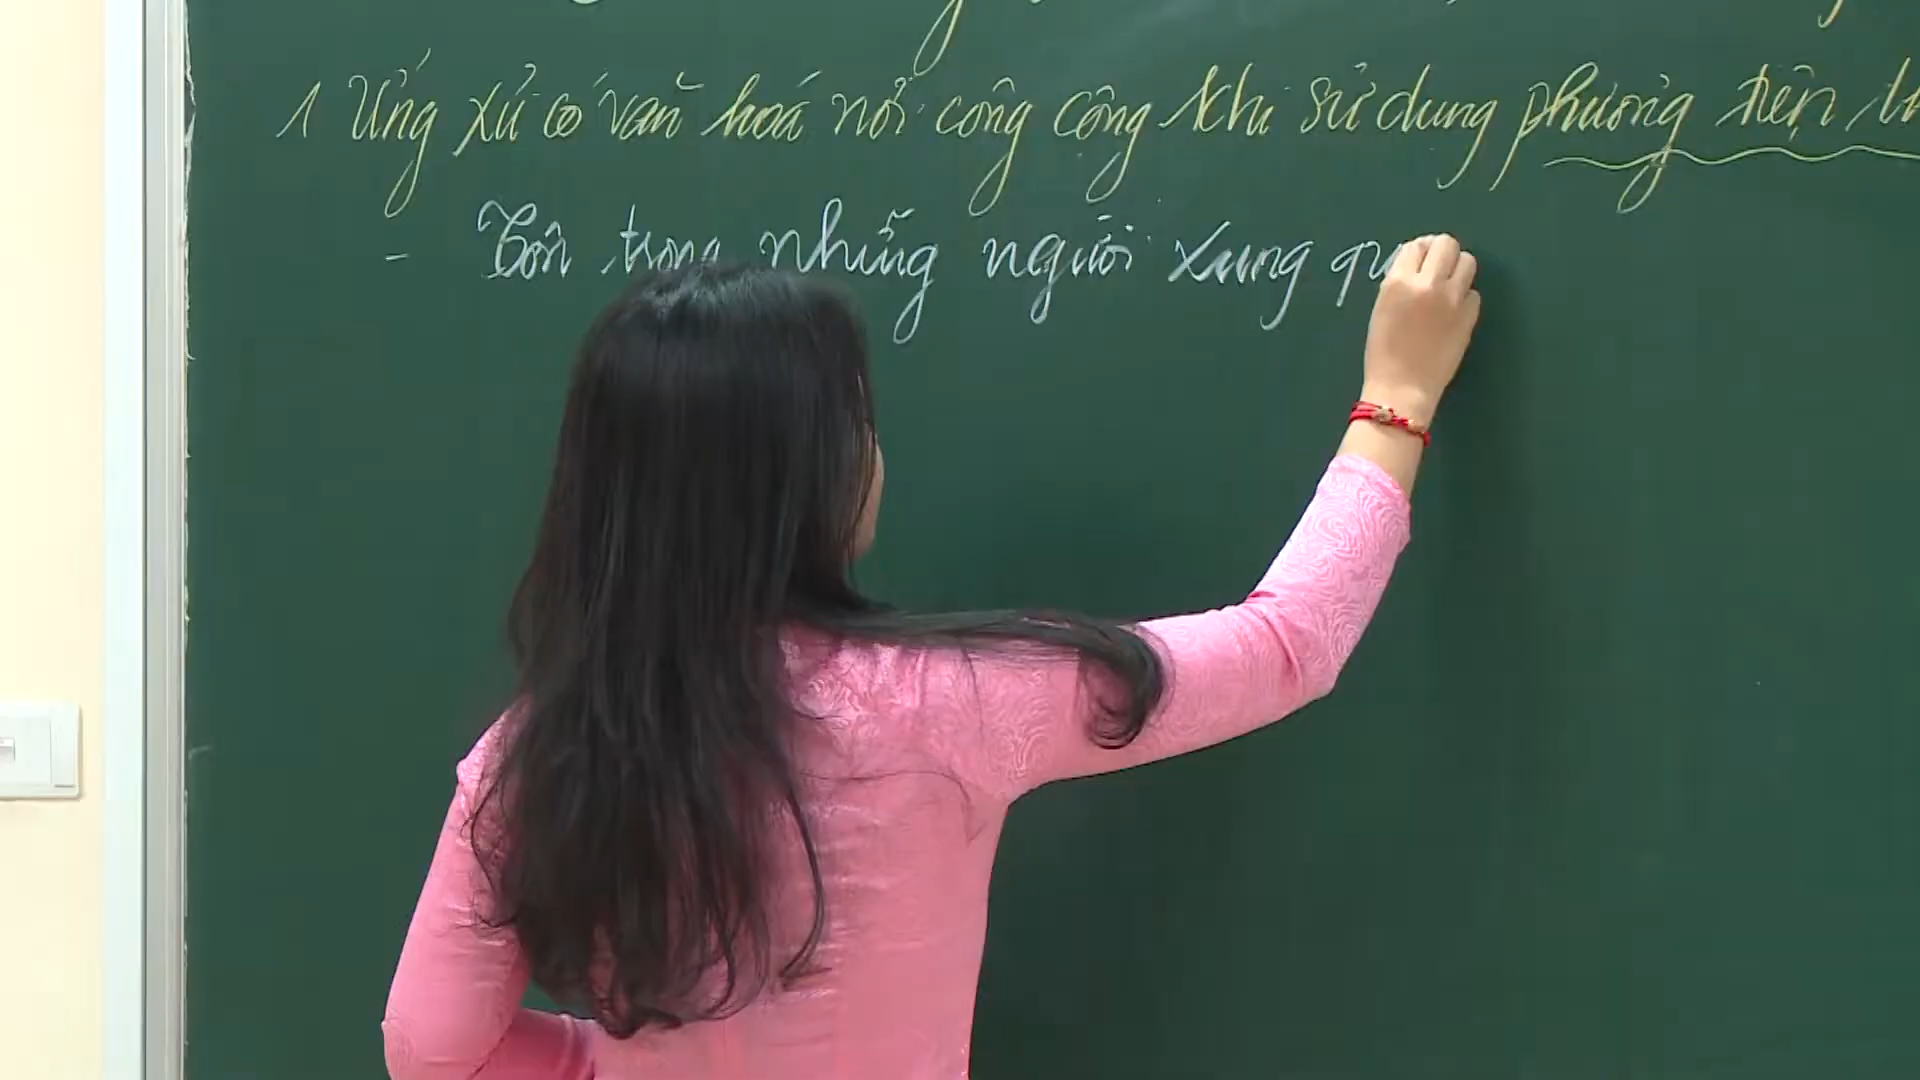 1 Ứng xử có văn hoá nơi công cộng khi sử dụng phương tiện
- Tôn trọng những người xung qu